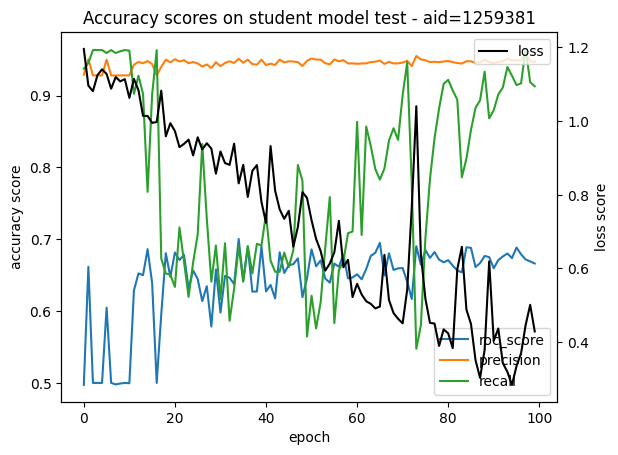 Accuracy scores on student model test - aid=1259381
loss
accuracy score
0.9
0.8
0.7
0.6
0.5
1.2
1.0
0.8
0.6
0.4
loss score
roc_score
precision
recall
0
20
40
60
80
100
epoch